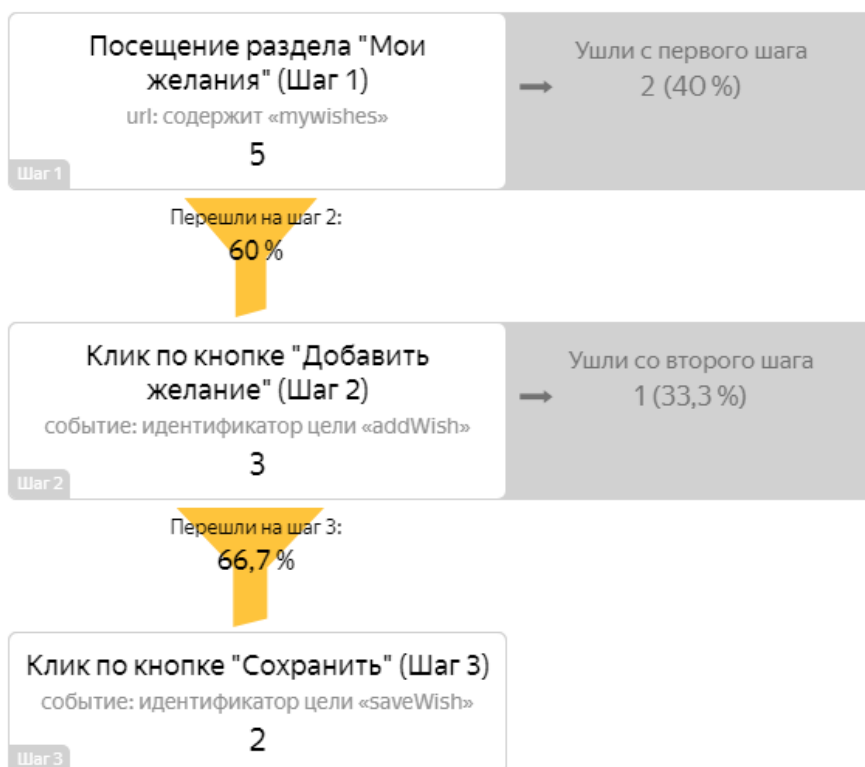 Посещение раздела "Мои
желания" (Шаг 1)
url: содержит «mywishes»
5
Шаг 1
Ушли с первого шага
2 (40 %)
Перешли на шаг 2:
60 %
Клик по кнопке "Добавить
желание" (Шаг 2)
событие: идентификатор цели «addWish»
3
Шаг 2
Ушли со второго шага
1 (33,3 %)
Перешли на шаг 3:
66,7 %
Клик по кнопке "Сохранить" (Шаг 3)
событие: идентификатор цели «saveWish»
2
Шаг 3